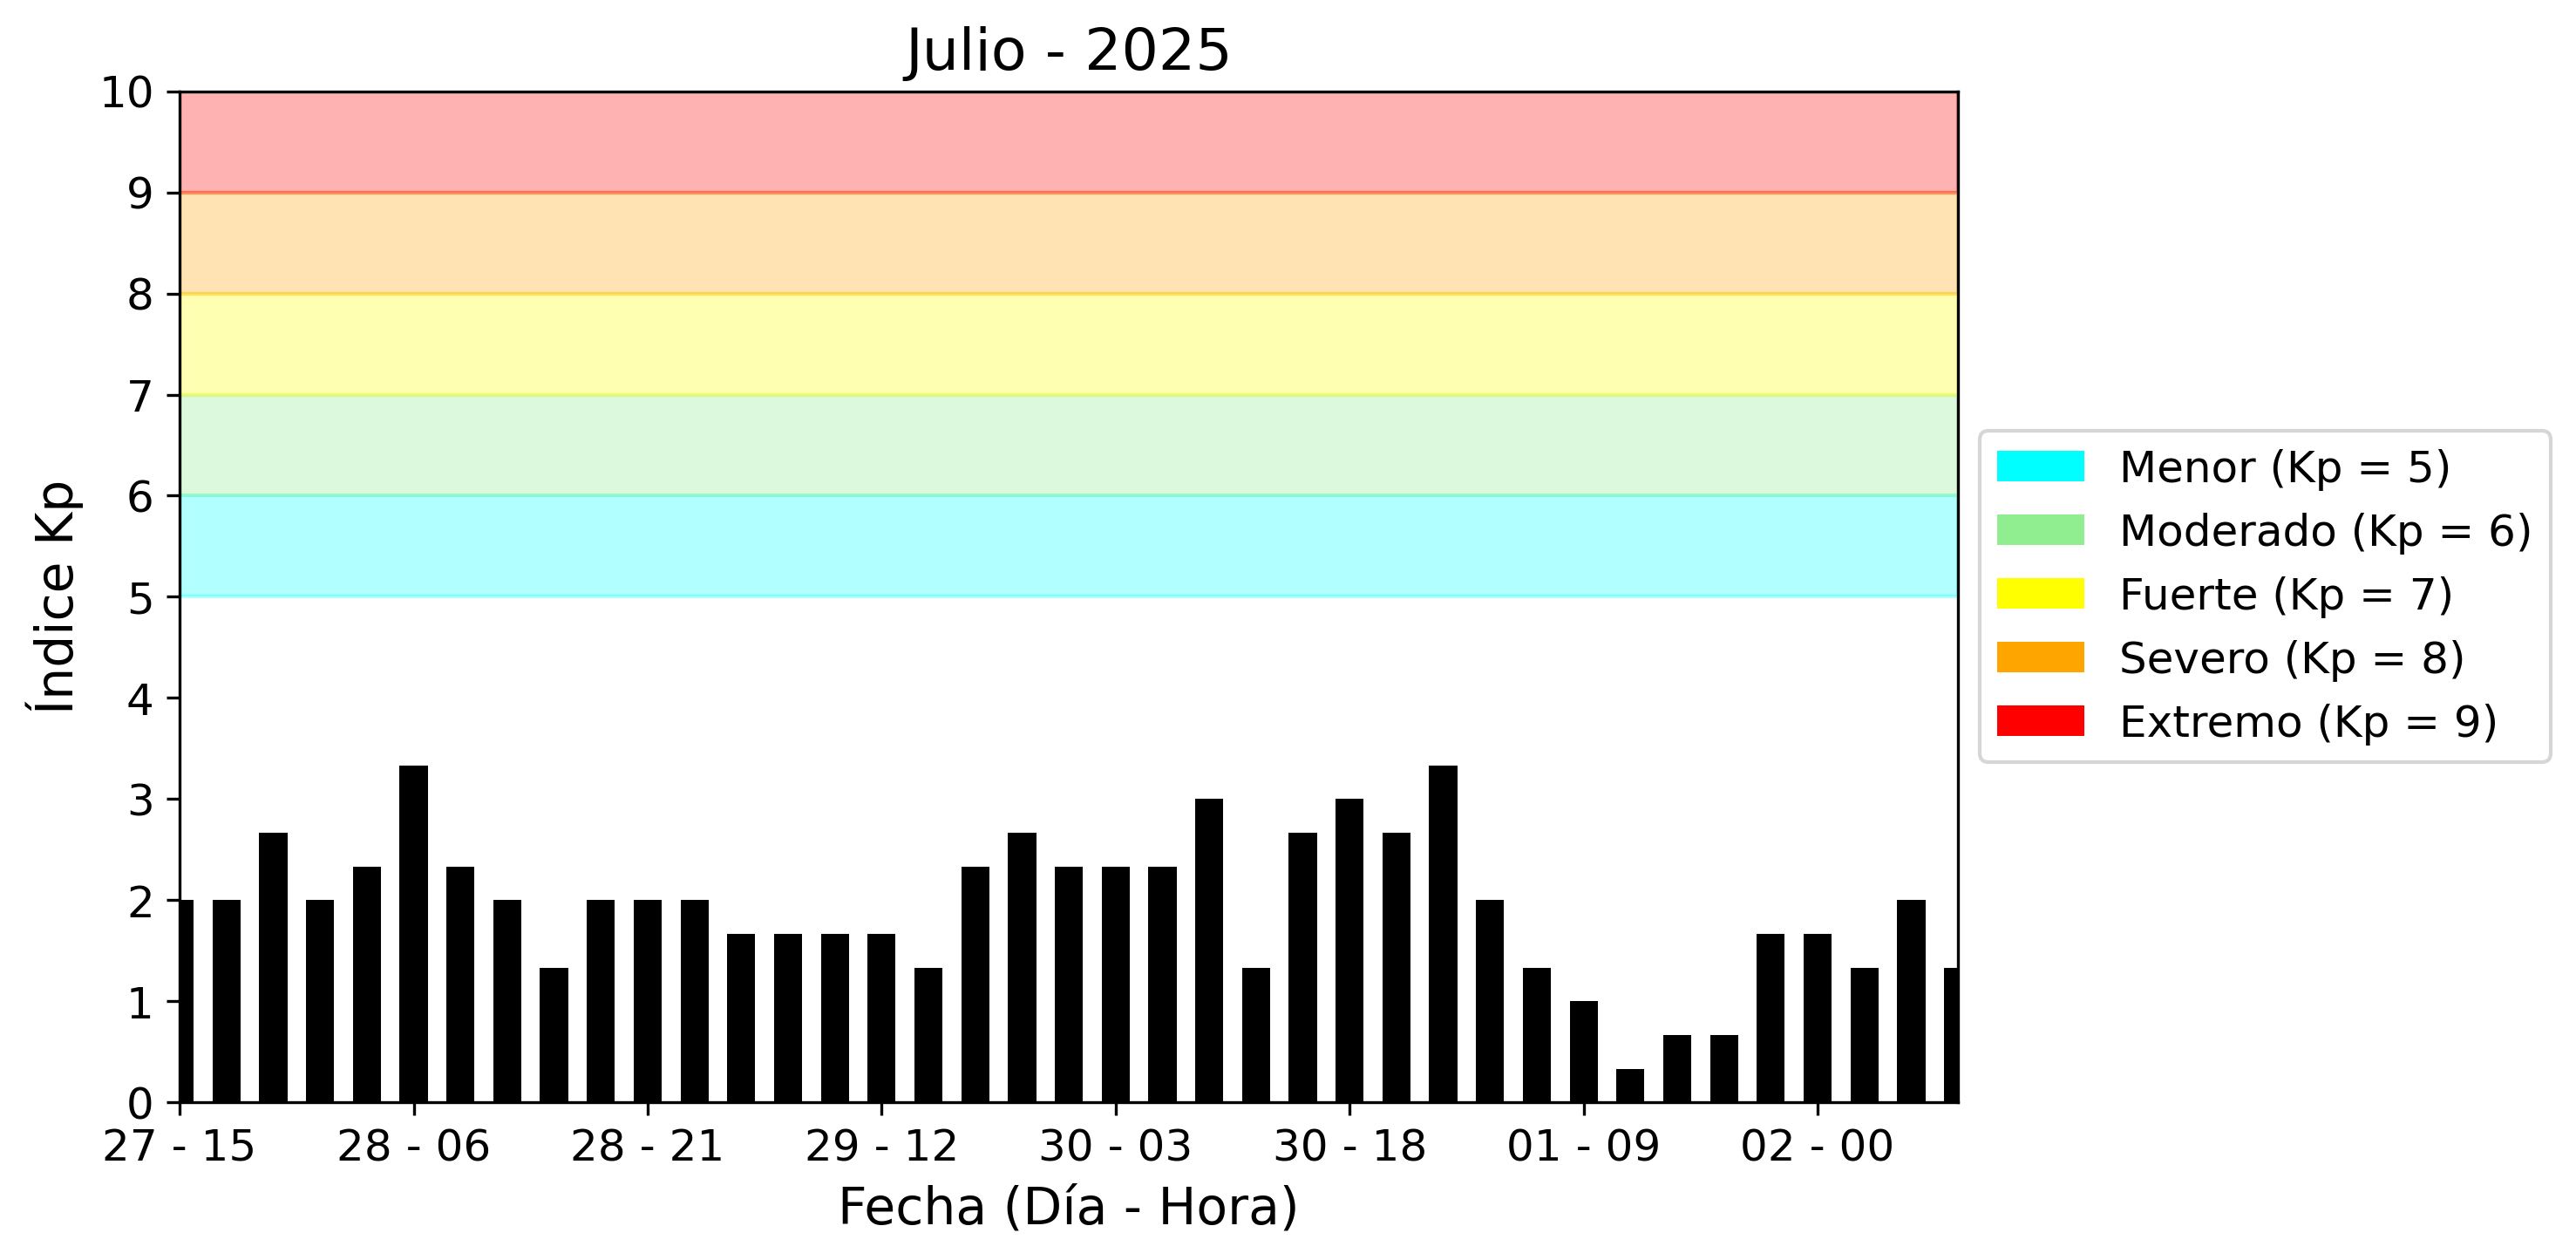 Julio - 2025
10
9
8
7
6
5
4
3
2
1
0
Índice Kp
27 - 15
28 - 06
28 - 21
29 - 12
30 - 03
30 - 18
01 - 09
02 - 00
Fecha (Día - Hora)
Menor (Kp = 5)
Moderado (Kp = 6)
Fuerte (Kp = 7)
Severo (Kp = 8)
Extremo (Kp = 9)